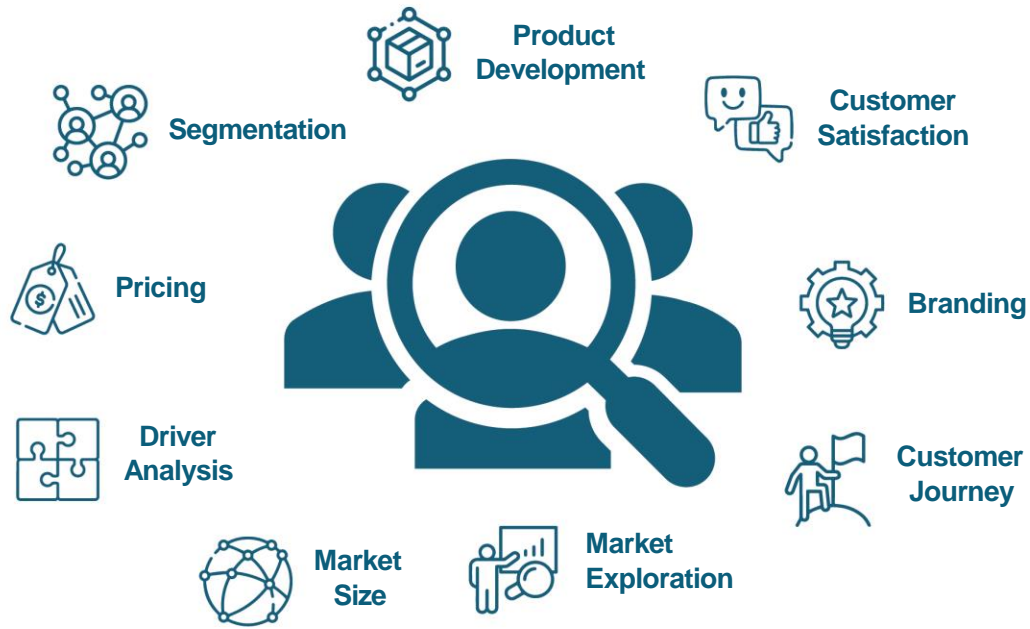 Product
Development
Customer
Satisfaction
Segmentation
Pricing
$
Branding
Driver
Analysis
Customer
Journey
Market
Size
Market
Exploration